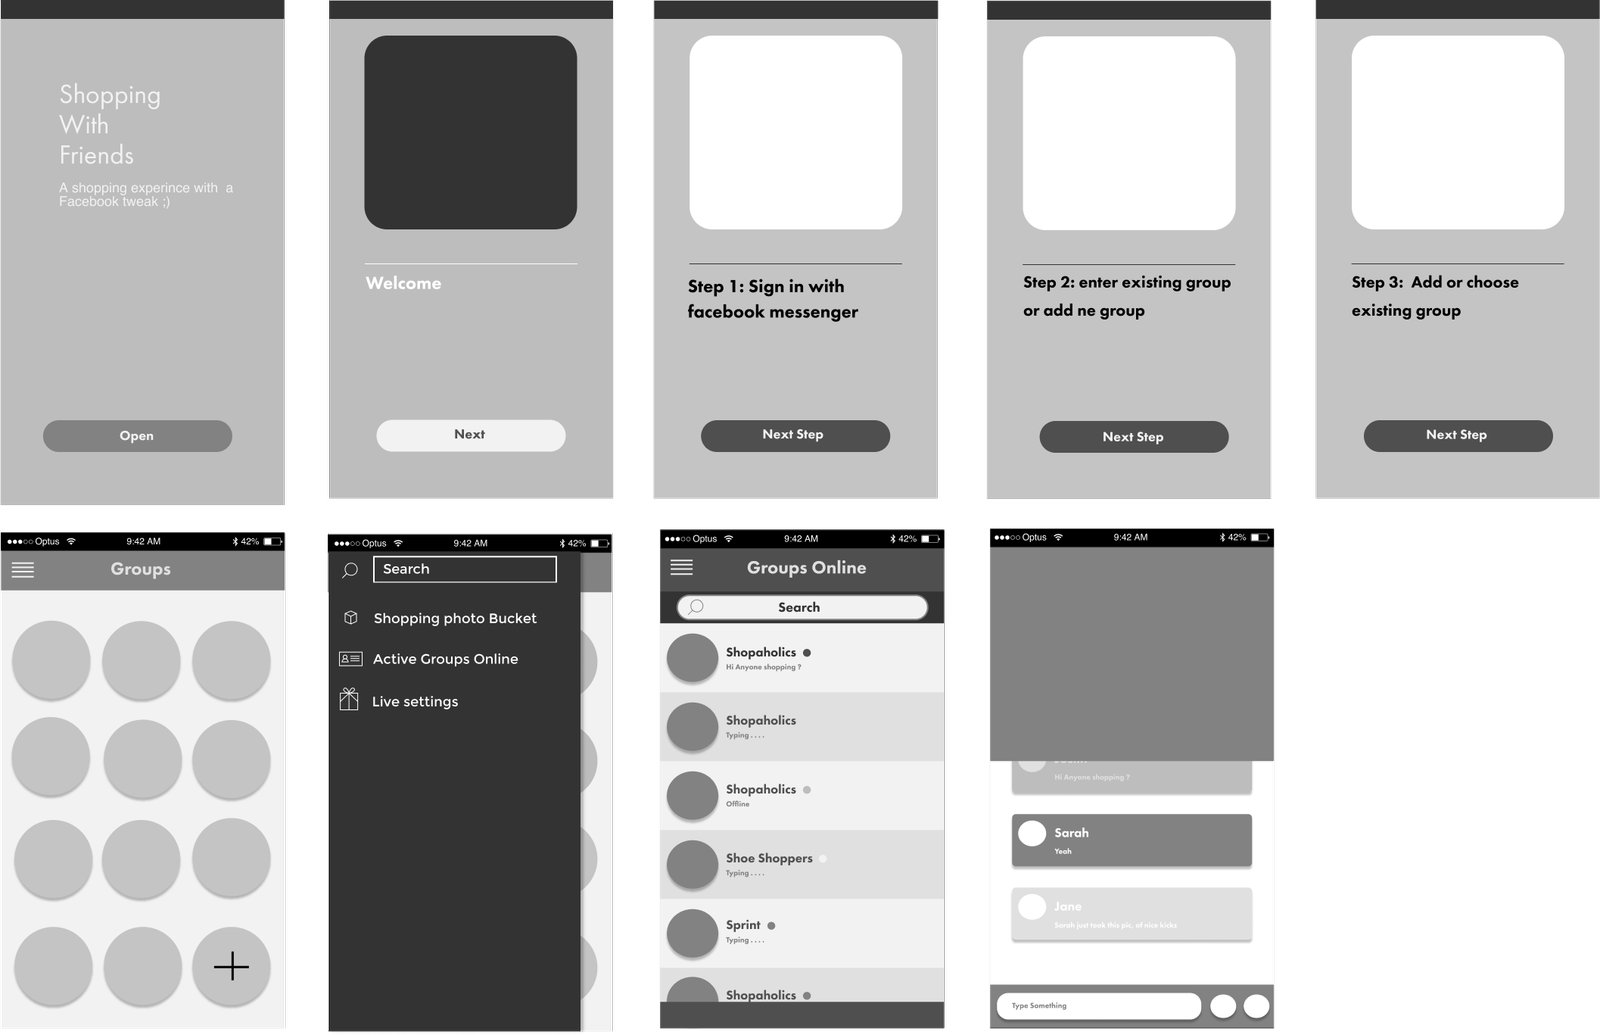 Shopping
With
Friends
A shopping experince with a
Facebook tweak ;)
Open
Welcome
Next
Step 1: Sign in with
facebook messenger
Next Step
Step 2: enter existing group
or add ne group
Next Step
Step 3: Add or choose
existing group
Next Step
Optus 9:42 AM 42%
Groups
Optus 9:42 AM 42%
Search
Shopping photo Bucket
Active Groups Online
Live settings
Optus 9:42 AM 42%
Groups Online
Search
Shopaholics
Hi Anyone shopping ?
Shopaholics
Typing . . . .
Shopaholics
Offline
Shoe Shoppers
Typing . . . .
Sprint
Typing . . . .
Shopaholics
Optus 9:42 AM 42%
Hi Anyone shopping ?
Sarah
Yeah
Jane
Sarah just took this pic. of nice kicks
Type Something